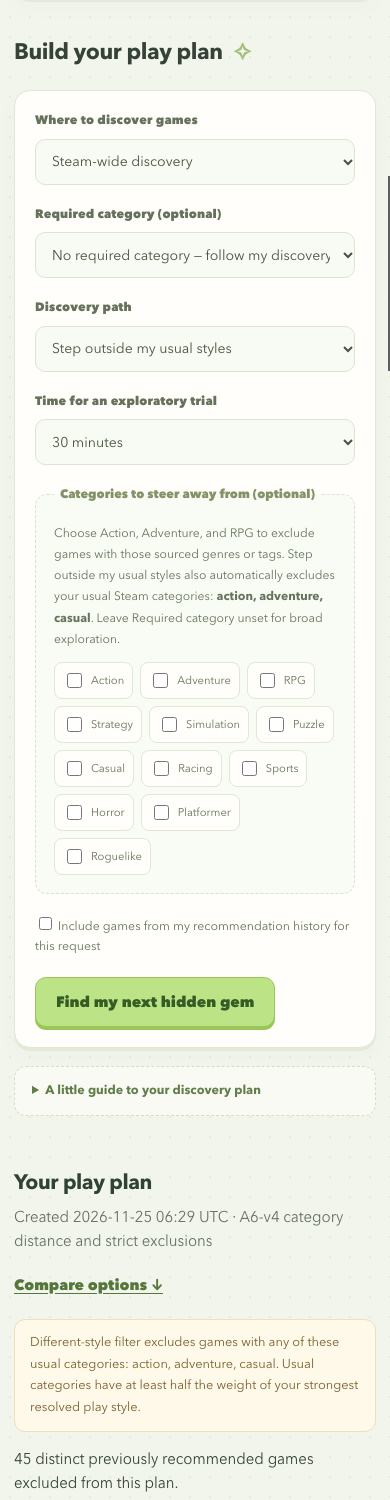 Build your play plan
Where to discover games
Steam-wide discovery
Required category (optional)
No required category – follow my discovery
Discovery path
Step outside my usual styles
Time for an exploratory trial
30 minutes
Categories to steer away from (optional)
Choose Action, Adventure, and RPG to exclude
games with those sourced genres or tags. Step
outside my usual styles also automatically excludes
your usual Steam categories: action, adventure,
casual. Leave Required category unset for broad
exploration.
Action Adventure RPG
Strategy Simulation Puzzle
Casual Racing Sports
Horror Platformer
Roguelike
Include games from my recommendation history for
this request
Find my next hidden gem
A little guide to your discovery plan
Your play plan
Created 2026-11-25 06:29 UTC · A6-v4 category
distance and strict exclusions
Compare options ↓
Different-style filter excludes games with any of these
usual categories: action, adventure, casual. Usual
categories have at least half the weight of your strongest
resolved play style.
45 distinct previously recommended games
excluded from this plan.